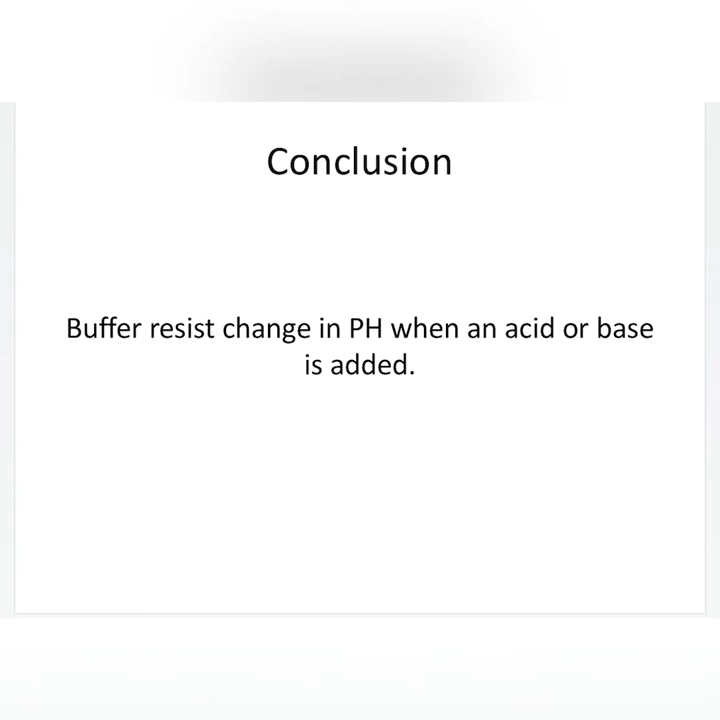 Conclusion
Buffer resist change in PH when an acid or base
is added.